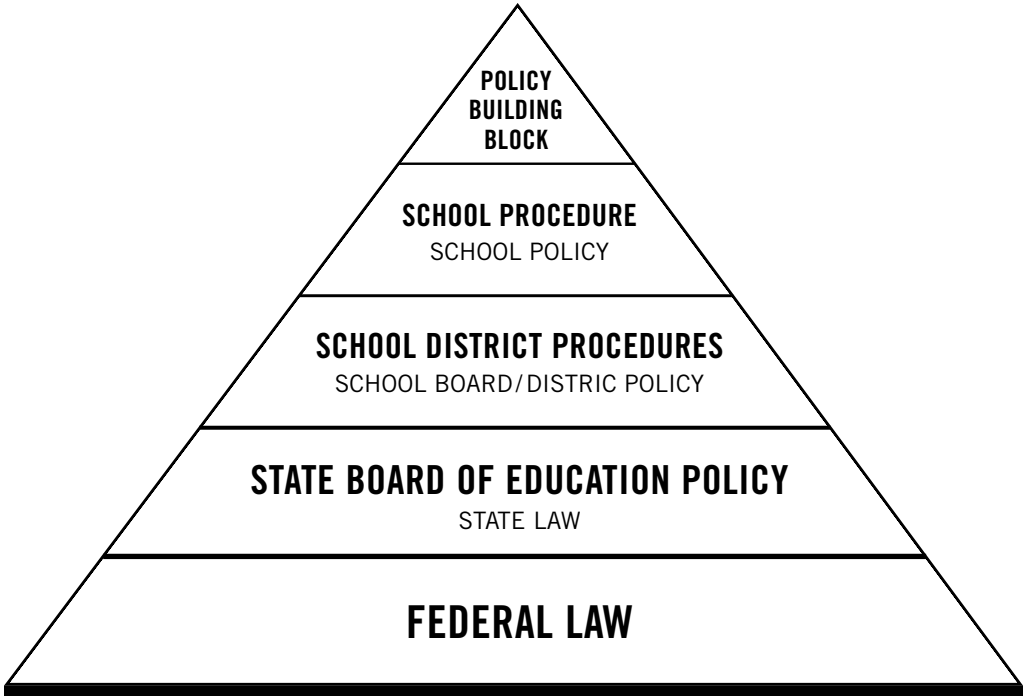 POLICY
BUILDING
BLOCK
SCHOOL PROCEDURE
SCHOOL POLICY
SCHOOL DISTRICT PROCEDURES
SCHOOL BOARD/DISTRIC POLICY
STATE BOARD OF EDUCATION POLICY
STATE LAW
FEDERAL LAW